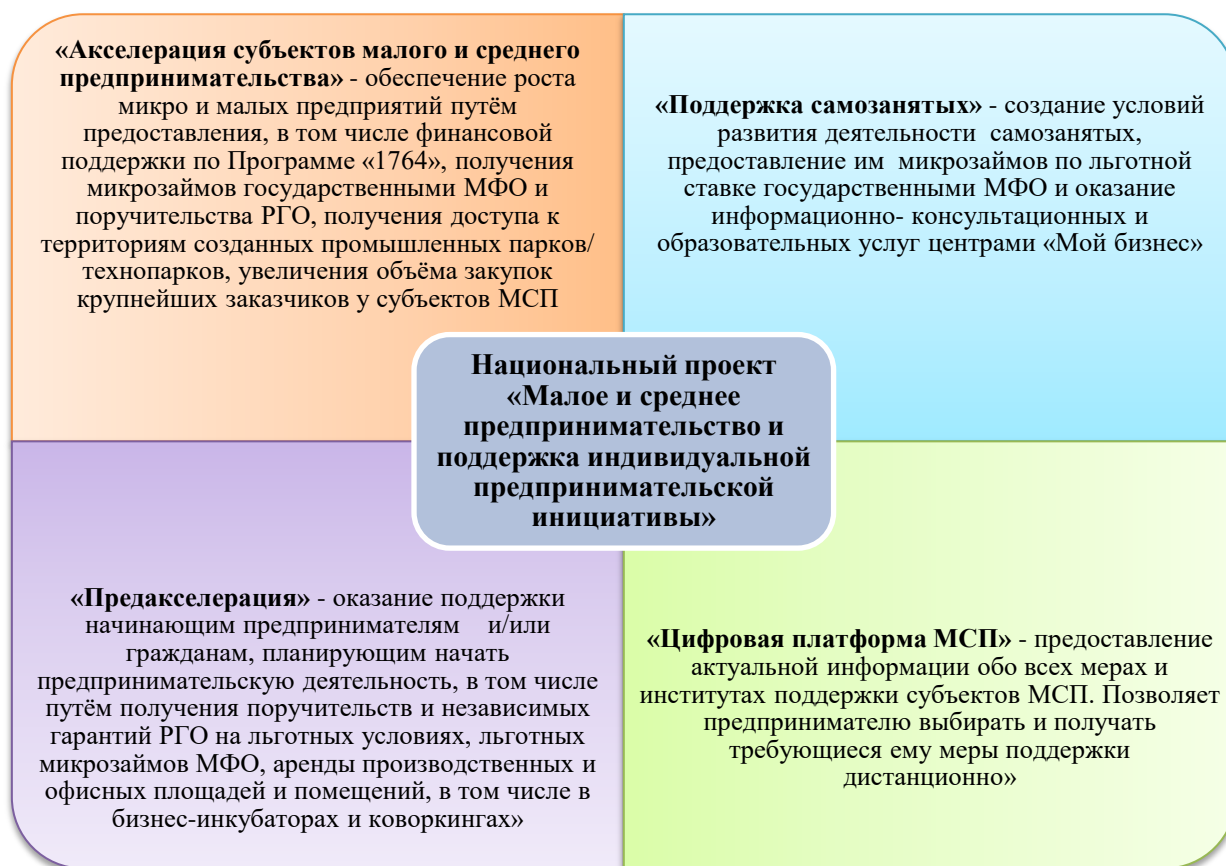 «Акселерация субъектов малого и среднего
предпринимательства» - обеспечение роста
микро и малых предприятий путём
предоставления, в том числе финансовой
поддержки по Программе «1764», получения
микрозаймов государственными МФО и
поручительства РГО, получения доступа к
территориям созданных промышленных парков/
технопарков, увеличения объёма закупок
крупнейших заказчиков у субъектов МСП
«Поддержка самозанятых» - создание условий
развития деятельности самозанятых,
предоставление им микрозаймов по льготной
ставке государственными МФО и оказание
информационно- консультационных и
образовательных услуг центрами «Мой бизнес»
Национальный проект
«Малое и среднее
предпринимательство и
поддержка индивидуальной
предпринимательской
инициативы»
«Предакселерация» - оказание поддержки
начинающим предпринимателям и/или
гражданам, планирующим начать
предпринимательскую деятельность, в том числе
путём получения поручительств и независимых
гарантий РГО на льготных условиях, льготных
микрозаймов МФО, аренды производственных и
офисных площадей и помещений, в том числе в
бизнес-инкубаторах и коворкингах»
«Цифровая платформа МСП» - предоставление
актуальной информации обо всех мерах и
институтах поддержки субъектов МСП. Позволяет
предпринимателю выбирать и получать
требующиеся ему меры поддержки
дистанционно»